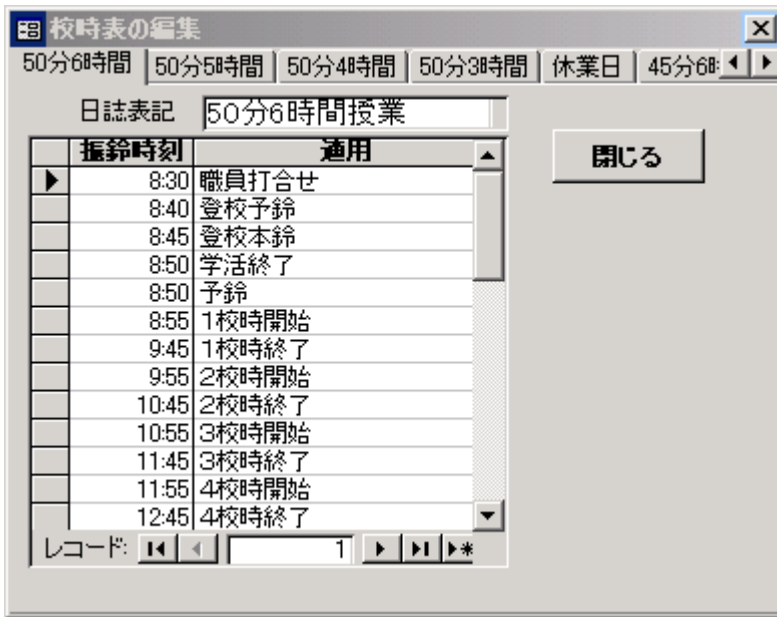 校時表の編集
50分6時間 50分5時間 50分4時間 50分3時間 休業日 45分6時
日誌表記 50分6時間授業
閉じる
振鈴時刻 適用
8:30 職員打合せ
8:40 登校予鈴
8:45 登校本鈴
8:50 学活終了
8:50 予鈴
8:55 1校時開始
9:45 1校時終了
9:55 2校時開始
10:45 2校時終了
10:55 3校時開始
11:45 3校時終了
11:55 4校時開始
12:45 4校時終了
レコード: 1